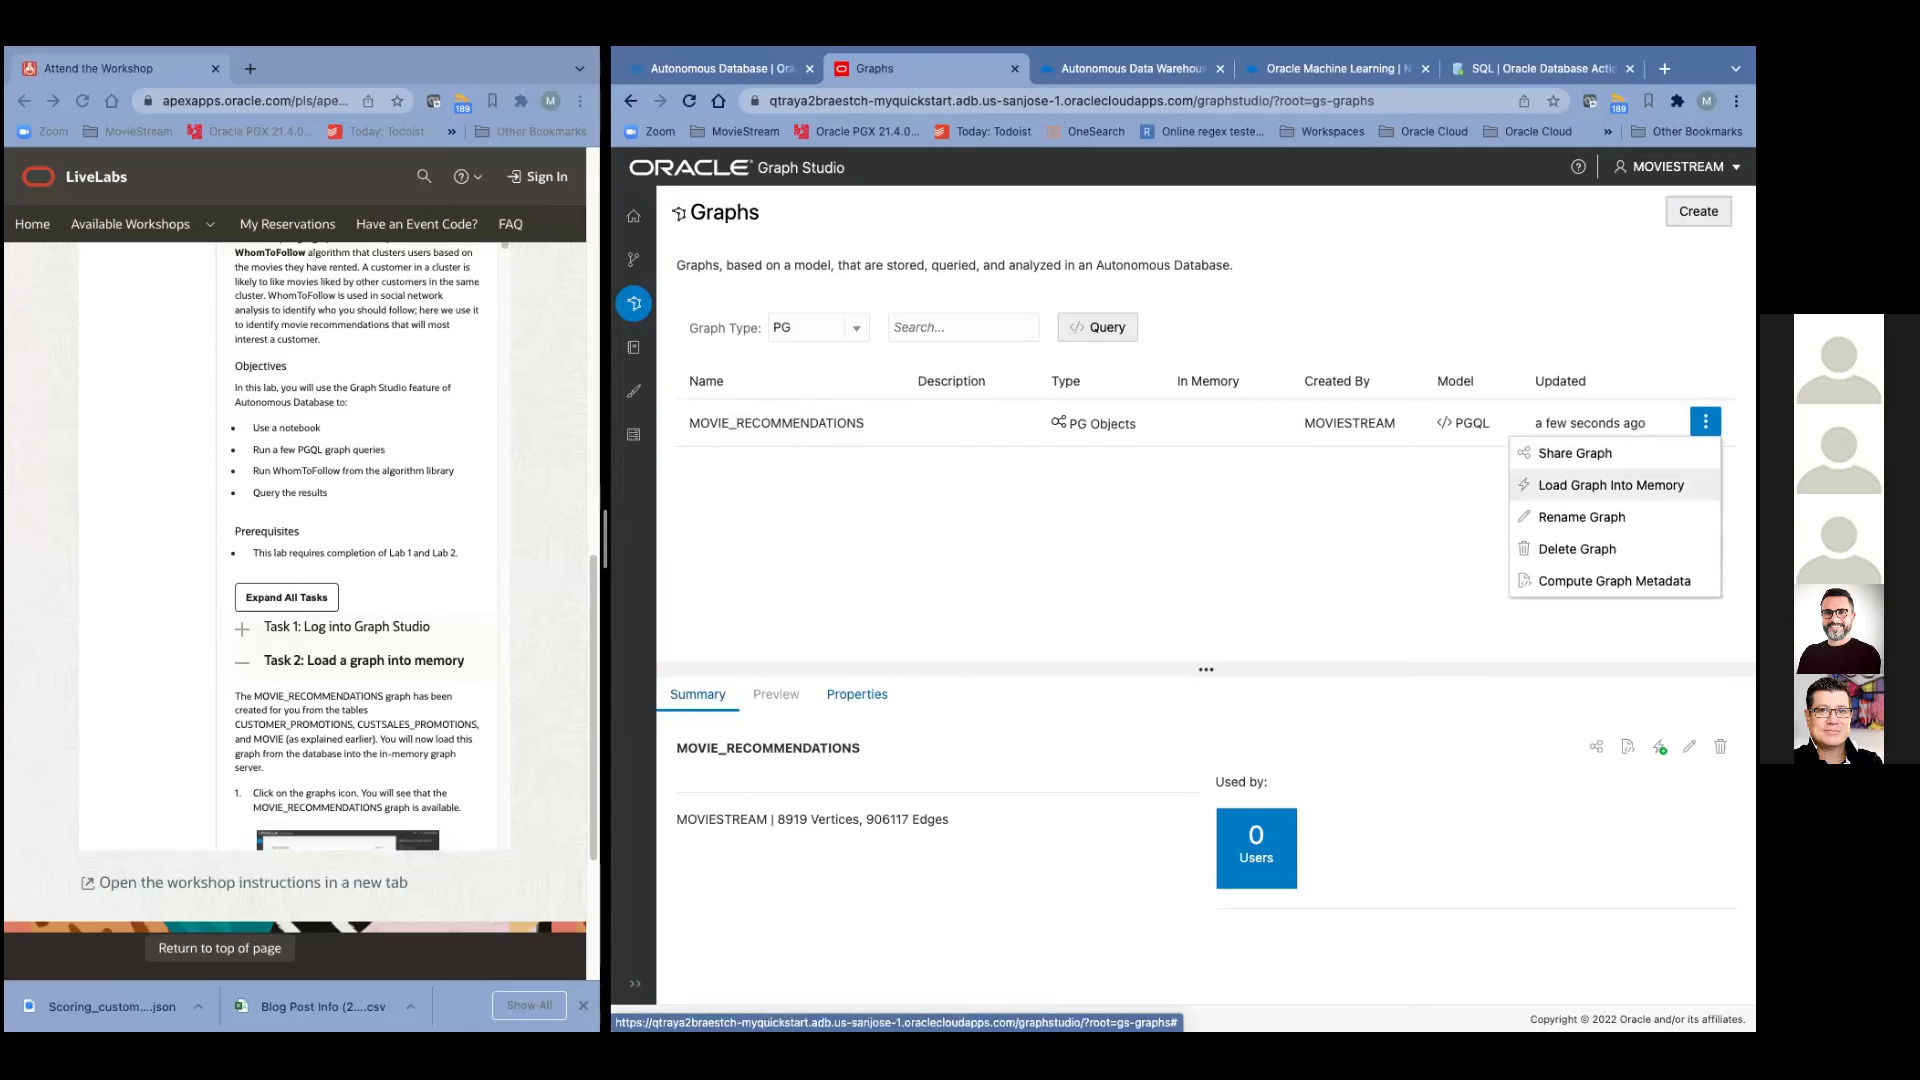 Attend the Workshop
apexapps.oracle.com/pls/ape...
189
M
Zoom
MovieStream
Oracle PGX 21.4.0...
Today: Todoist
»
Other Bookmarks
LiveLabs
Sign In
Home
Available Workshops
My Reservations
Have an Event Code?
FAQ
WhomToFollow algorithm that clusters users based on
the movies they have rented. A customer in a cluster is
likely to like movies liked by other customers in the same
cluster. WhomToFollow is used in social network
analysis to identify who you should follow; here we use it
to identify movie recommendations that will most
interest a customer.
Objectives
In this lab, you will use the Graph Studio feature of
Autonomous Database to:
• Use a notebook
• Run a few PGQL graph queries
• Run WhomToFollow from the algorithm library
• Query the results
Prerequisites
• This lab requires completion of Lab 1 and Lab 2.
Expand All Tasks
Task 1: Log into Graph Studio
Task 2: Load a graph into memory
The MOVIE_RECOMMENDATIONS graph has been
created for you from the tables
CUSTOMER_PROMOTIONS, CUSTSALES_PROMOTIONS,
and MOVIE (as explained earlier). You will now load this
graph from the database into the in-memory graph
server.
1. Click on the graphs icon. You will see that the
MOVIE_RECOMMENDATIONS graph is available.
Open the workshop instructions in a new tab
Return to top of page
Scoring_custom....json
Blog Post Info (2....csv
Show All
Autonomous Database | Ora
Graphs
Autonomous Data Warehous
Oracle Machine Learning | N
SQL | Oracle Database Actio
qtraya2braestch-myquickstart.adb.us-sanjose-1.oraclecloudapps.com/graphstudio/?root=gs-graphs
189
M
Zoom
MovieStream
Oracle PGX 21.4.0...
Today: Todoist
OneSearch
R Online regex teste...
Workspaces
Oracle Cloud
Oracle Cloud
»
Other Bookmarks
ORACLE Graph Studio
MOVIESTREAM
Graphs
Create
Graphs, based on a model, that are stored, queried, and analyzed in an Autonomous Database.
Graph Type: PG
Search...
</> Query
Name Description Type In Memory Created By Model Updated
MOVIE_RECOMMENDATIONS PG Objects MOVIESTREAM </> PGQL a few seconds ago
Share Graph
Load Graph Into Memory
Rename Graph
Delete Graph
Compute Graph Metadata
Summary Preview Properties
MOVIE_RECOMMENDATIONS
Used by:
MOVIESTREAM | 8919 Vertices, 906117 Edges
0
Users
https://qtraya2braestch-myquickstart.adb.us-sanjose-1.oraclecloudapps.com/graphstudio/?root=gs-graphs#
Copyright © 2022 Oracle and/or its affiliates.